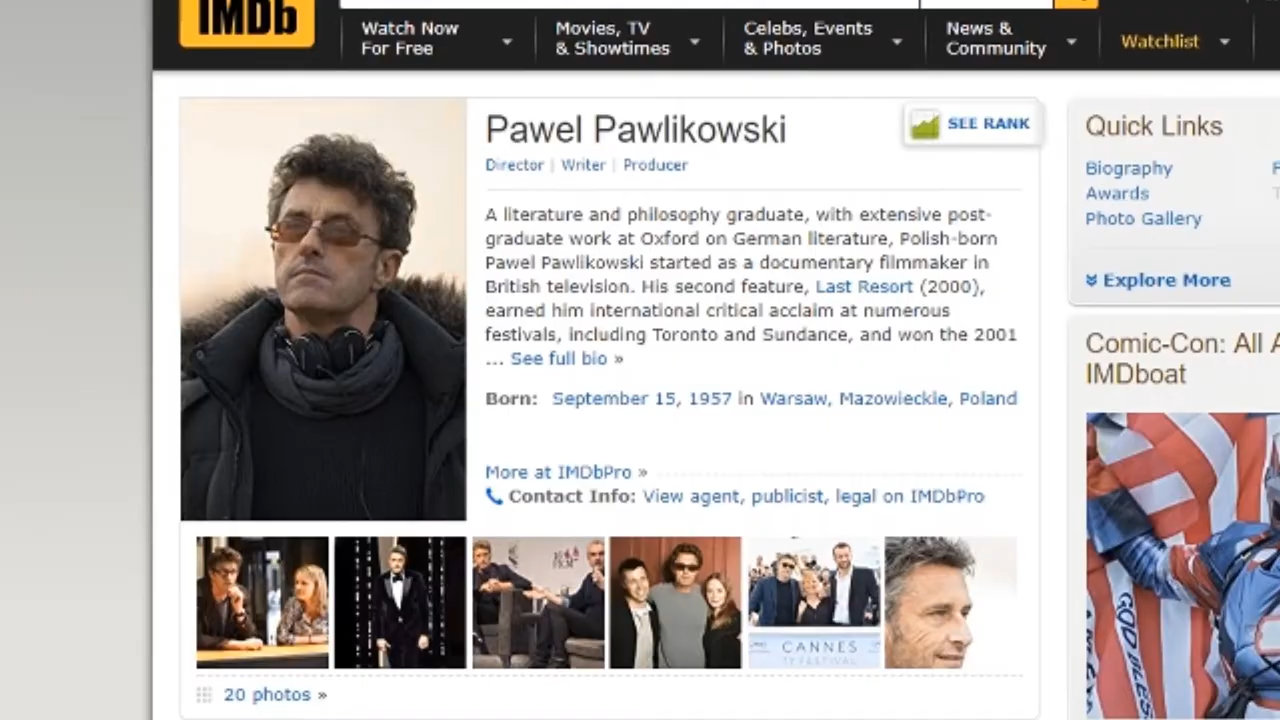 IMDb
Watch Now
For Free
Movies, TV
& Showtimes
Celebs, Events
& Photos
News &
Community
Watchlist
Pawel Pawlikowski
SEE RANK
Director | Writer | Producer
A literature and philosophy graduate, with extensive post-
graduate work at Oxford on German literature, Polish-born
Pawel Pawlikowski started as a documentary filmmaker in
British television. His second feature, Last Resort (2000),
earned him international critical acclaim at numerous
festivals, including Toronto and Sundance, and won the 2001
... See full bio »
Born: September 15, 1957 in Warsaw, Mazowieckie, Poland
More at IMDbPro »
Contact Info: View agent, publicist, legal on IMDbPro
CANNES
20 photos »
Quick Links
Biography
Awards
Photo Gallery
Explore More
Comic-Con: All A
IMDboat